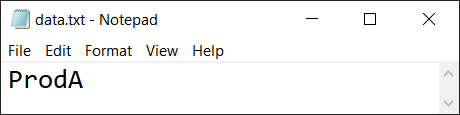 data.txt - Notepad
File Edit Format View Help
ProdA